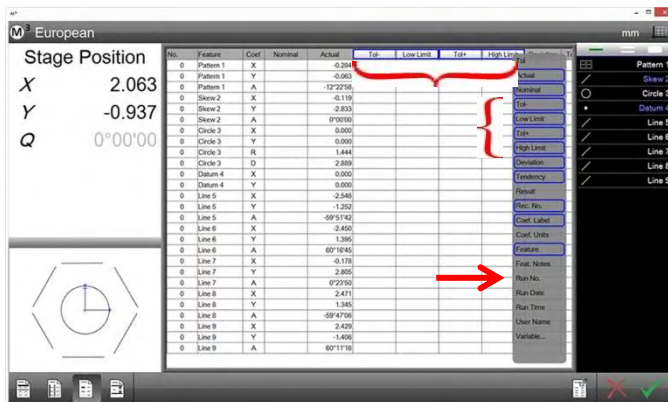 M³
M³ European
mm
Stage Position
X 2.063
Y -0.937
Q 0°00'00
No. Feature Coef Nominal Actual Tol- Low Limit Tol+ High Limit
0 Pattern 1 X -0.284
0 Pattern 1 Y -0.063
0 Pattern 1 A -12°22'58
0 Skew 2 X -0.119
0 Skew 2 Y -2.833
0 Skew 2 A 0°00'00
0 Circle 3 X 0.000
0 Circle 3 Y 0.000
0 Circle 3 R 1.444
0 Circle 3 D 2.889
0 Datum 4 X 0.000
0 Datum 4 Y 0.000
0 Line 5 X -2.546
0 Line 5 Y -1.252
0 Line 5 A -59°51'42
0 Line 6 X -2.450
0 Line 6 Y 1.395
0 Line 6 A 60°16'45
0 Line 7 X -0.178
0 Line 7 Y 2.805
0 Line 7 A 0°23'50
0 Line 8 X 2.471
0 Line 8 Y 1.345
0 Line 8 A -59°47'06
0 Line 9 X 2.429
0 Line 9 Y -1.406
0 Line 9 A 60°11'16
Tol
Actual
Nominal
Tol-
Low Limit
Tol+
High Limit
Deviation
Tendency
Result
Rec. No.
Coef. Label
Coef. Units
Feature
Feat. Notes
Run No.
Run Date
Run Time
User Name
Variable...
Pattern 1
Skew 2
Circle 3
Datum 4
Line 5
Line 6
Line 7
Line 8
Line 9